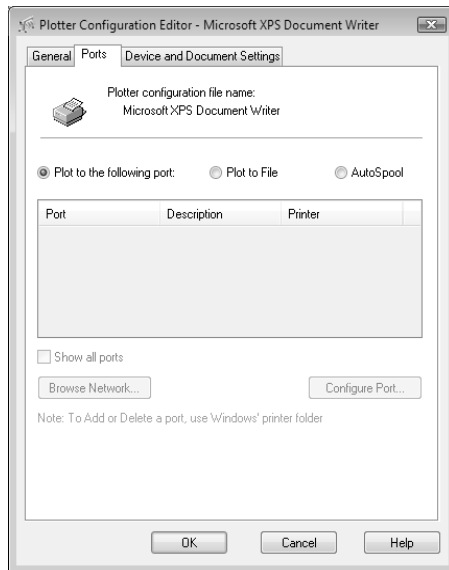 Plotter Configuration Editor - Microsoft XPS Document Writer
General Ports Device and Document Settings
Plotter configuration file name:
Microsoft XPS Document Writer
Plot to the following port: Plot to File AutoSpool
Port Description Printer
Show all ports
Browse Network... Configure Port...
Note: To Add or Delete a port, use Windows' printer folder
OK Cancel Help